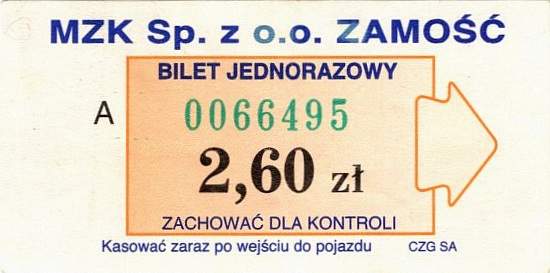 MZK Sp. z o.o. ZAMOŚĆ
BILET JEDNORAZOWY
A 0066495
2,60 zł
ZACHOWAĆ DLA KONTROLI
Kasować zaraz po wejściu do pojazdu CZG SA